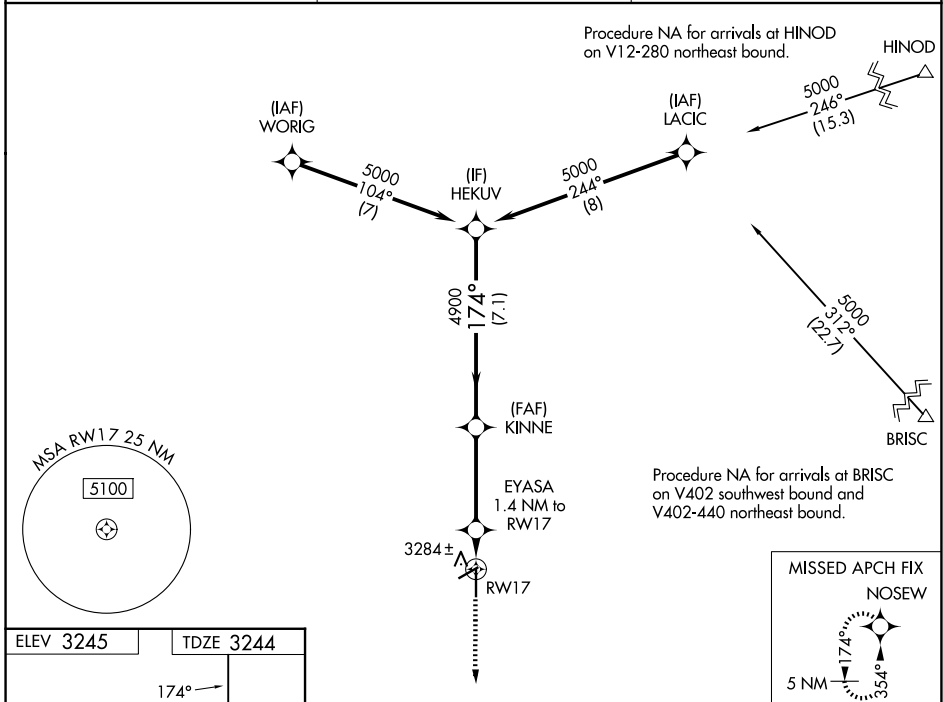 Procedure NA for arrivals at HINOD
on V12-280 northeast bound.
HINOD
5000
246°
(15.3)
(IAF)
WORIG
(IAF)
LACIC
5000
104°
(7)
(IF)
HEKUV
5000
244°
(8)
4900
174°
(7.1)
5000
312°
(22.7)
BRISC
(FAF)
KINNE
MSA RW17 25 NM
5100
EYASA
1.4 NM to
RW17
Procedure NA for arrivals at BRISC
on V402 southwest bound and
V402-440 northeast bound.
3284±
RW17
MISSED APCH FIX
NOSEW
174°
354°
5 NM
ELEV 3245
TDZE 3244
174°